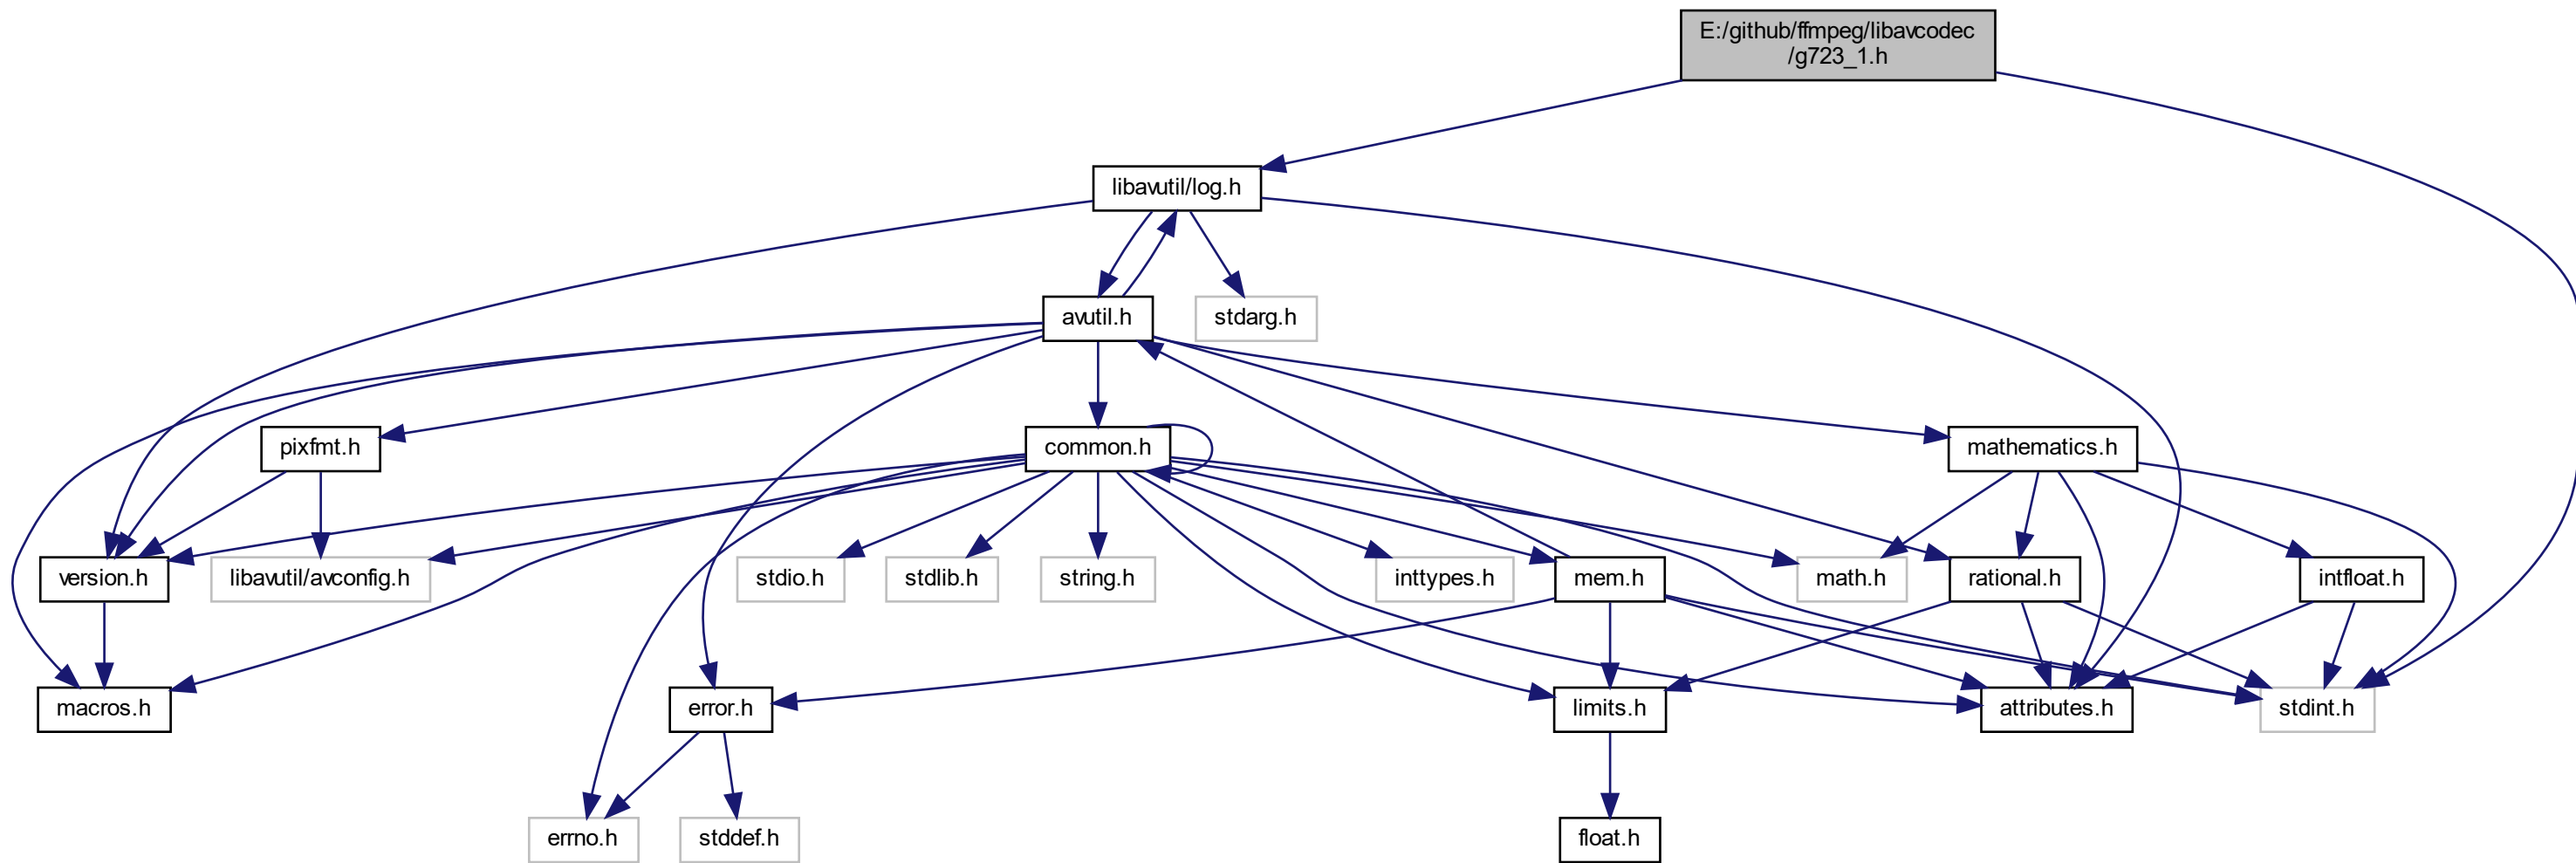 E:/github/ffmpeg/libavcodec
/g723_1.h
libavutil/log.h
avutil.h
stdarg.h
pixfmt.h
common.h
mathematics.h
version.h
libavutil/avconfig.h
stdio.h
stdlib.h
string.h
inttypes.h
mem.h
math.h
rational.h
intfloat.h
macros.h
error.h
limits.h
attributes.h
stdint.h
errno.h
stddef.h
float.h